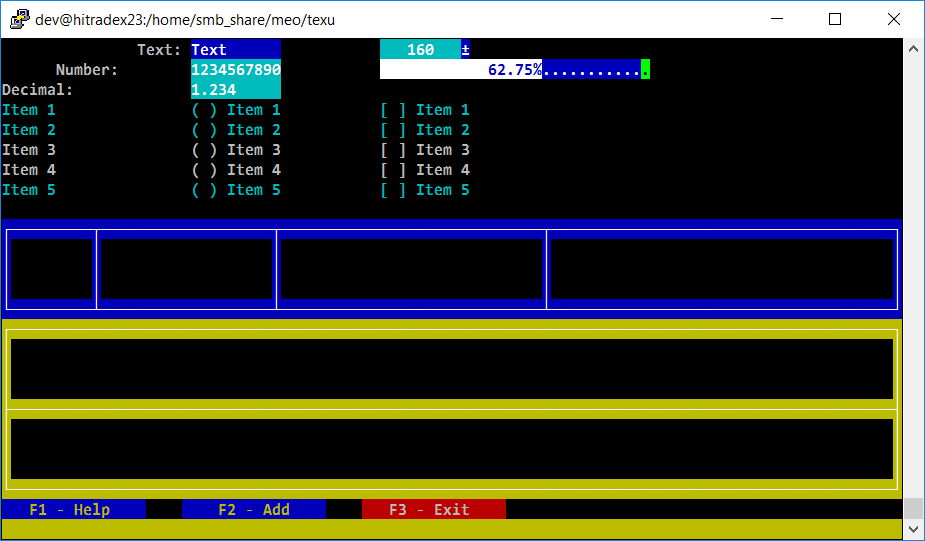 dev@hitradex23:/home/smb_share/meo/texu
Text: Text 160 ±
Number: 1234567890 62.75%............
Decimal: 1.234
Item 1 ( ) Item 1 [ ] Item 1
Item 2 ( ) Item 2 [ ] Item 2
Item 3 ( ) Item 3 [ ] Item 3
Item 4 ( ) Item 4 [ ] Item 4
Item 5 ( ) Item 5 [ ] Item 5
F1 - Help F2 - Add F3 - Exit